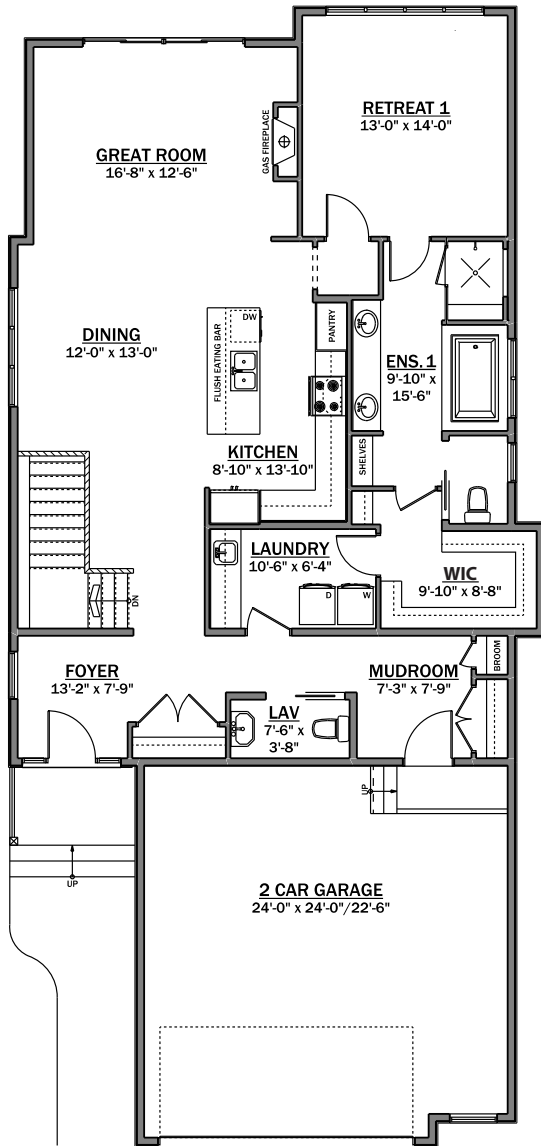 RETREAT 1
13'-0" x 14'-0"
GAS FIREPLACE
GREAT ROOM
16'-8" x 12'-6"
DW
PANTRY
FLUSH EATING BAR
DINING
12'-0" x 13'-0"
ENS. 1
9'-10" x
15'-6"
KITCHEN
8'-10" x 13'-10"
SHELVES
LAUNDRY
10'-6" x 6'-4"
WIC
9'-10" x 8'-8"
D
W
DN
FOYER
13'-2" x 7'-9"
MUDROOM
7'-3" x 7'-9"
BROOM
LAV
7'-6" x
3'-8"
UP
UP
2 CAR GARAGE
24'-0" x 24'-0"/22'-6"